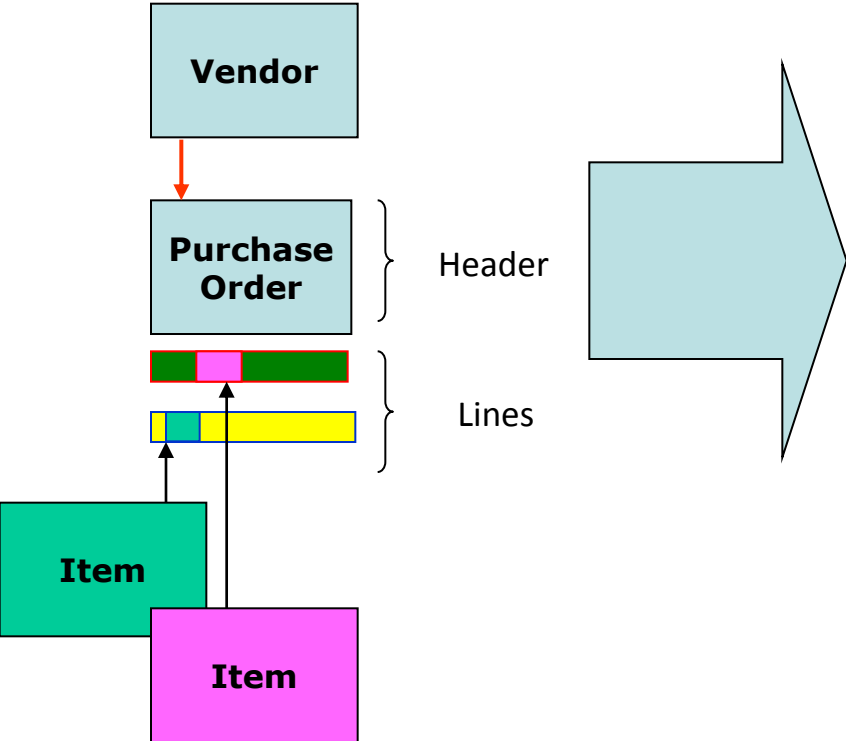 Vendor
Purchase
Order
Header
Lines
Item
Item